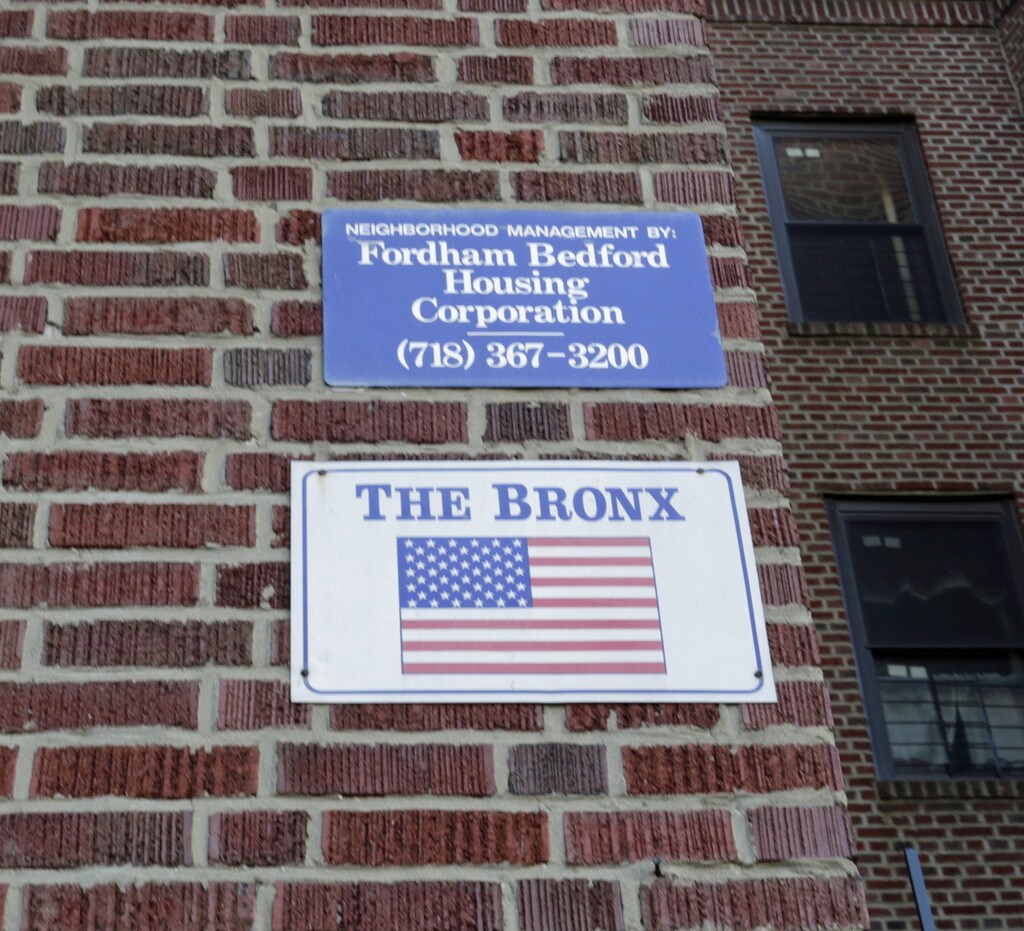 NEIGHBORHOOD MANAGEMENT BY:
Fordham Bedford
Housing
Corporation
(718) 367-3200
THE BRONX